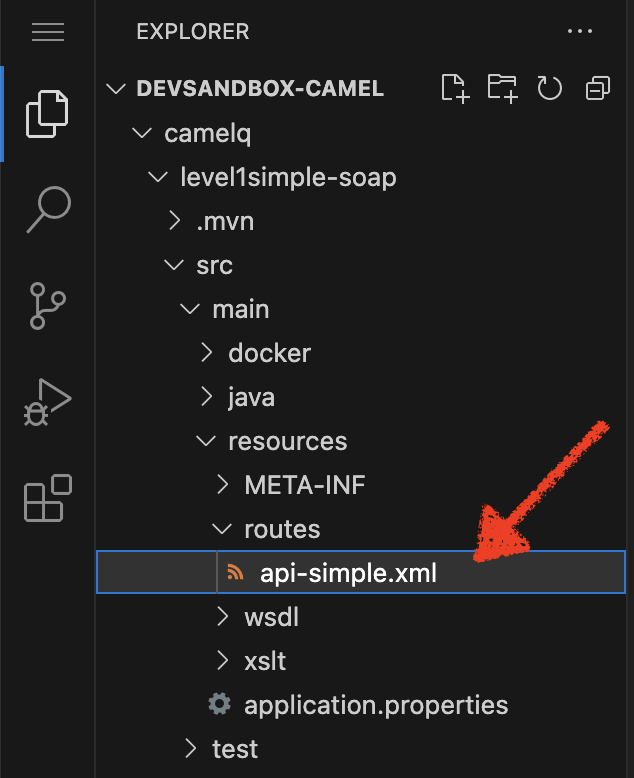 EXPLORER
DEVSANDBOX-CAMEL
camelq
level1simple-soap
.mvn
src
main
docker
java
resources
META-INF
routes
api-simple.xml
wsdl
xslt
application.properties
test